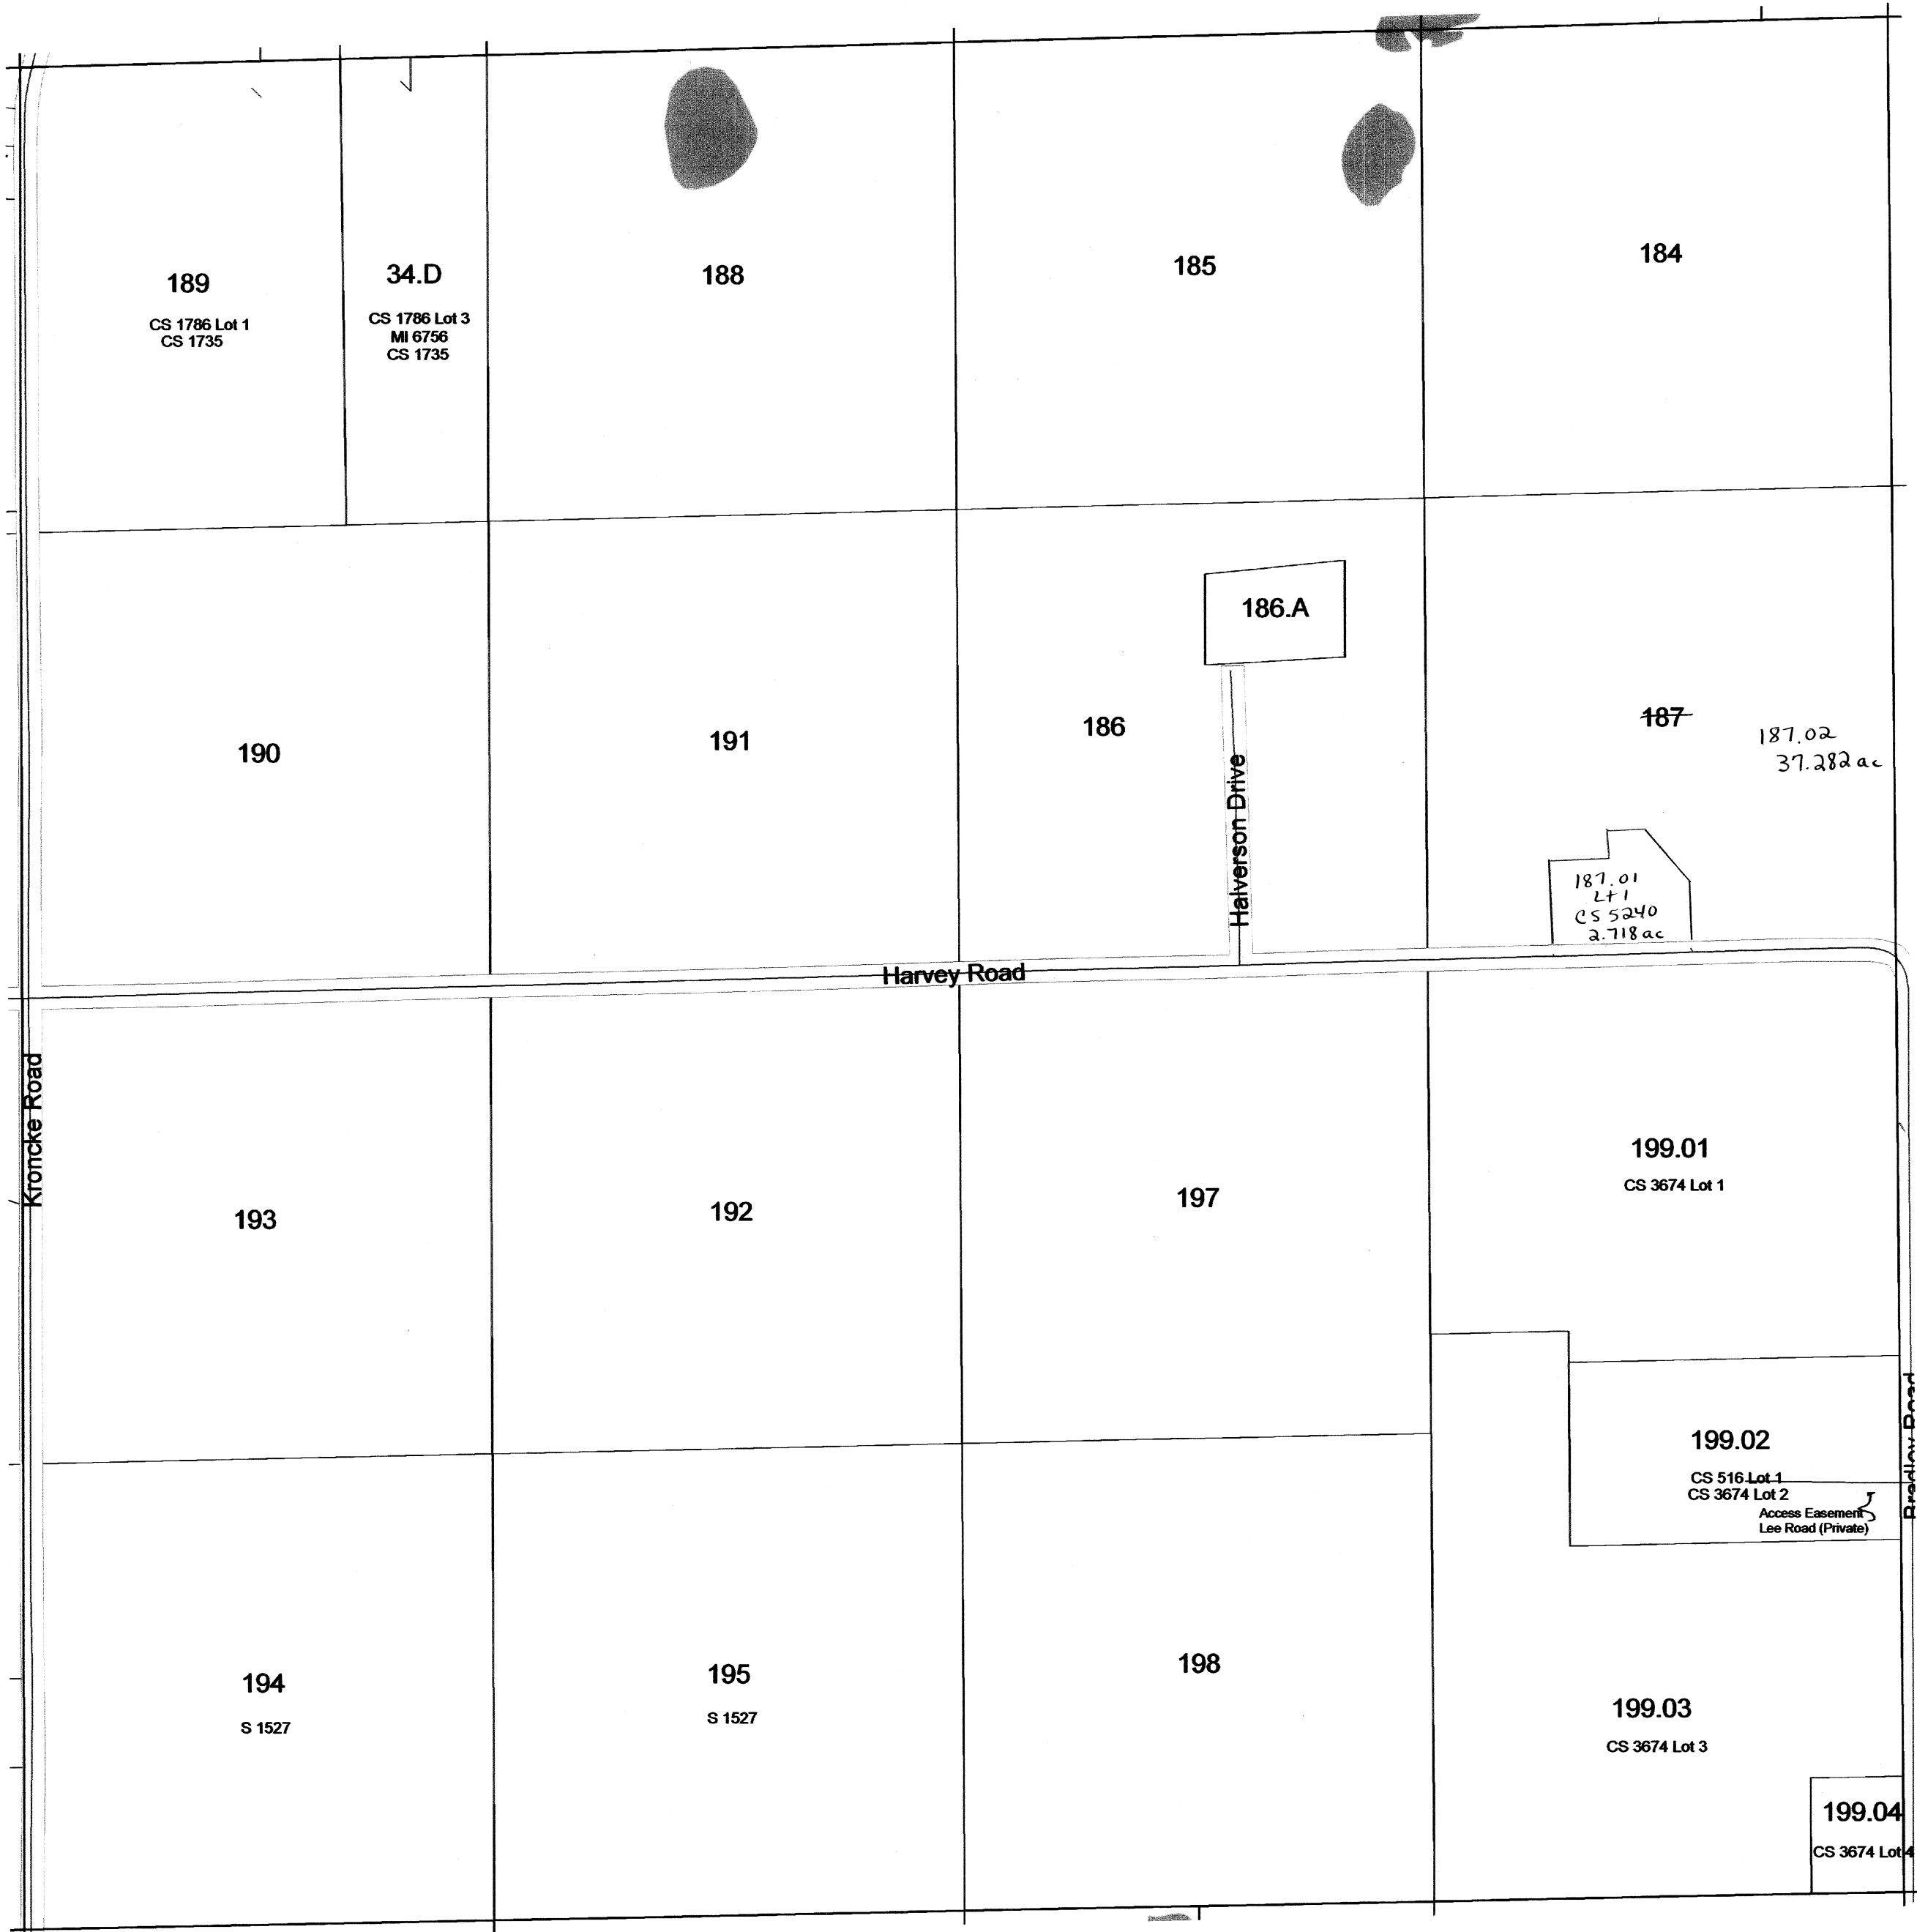 189
CS 1786 Lot 1
CS 1735
34.D
CS 1786 Lot 3
MI 6756
CS 1735
188
185
184
190
191
186
186.A
Halverson Drive
187
187.02
37.282 ac
187.01
Lt 1
CS 5240
2.718 ac
Harvey Road
Kroncke Road
193
192
197
199.01
CS 3674 Lot 1
199.02
CS 516 Lot 1
CS 3674 Lot 2
Access Easement
Lee Road (Private)
Bradley Road
194
S 1527
195
S 1527
198
199.03
CS 3674 Lot 3
199.04
CS 3674 Lot 4